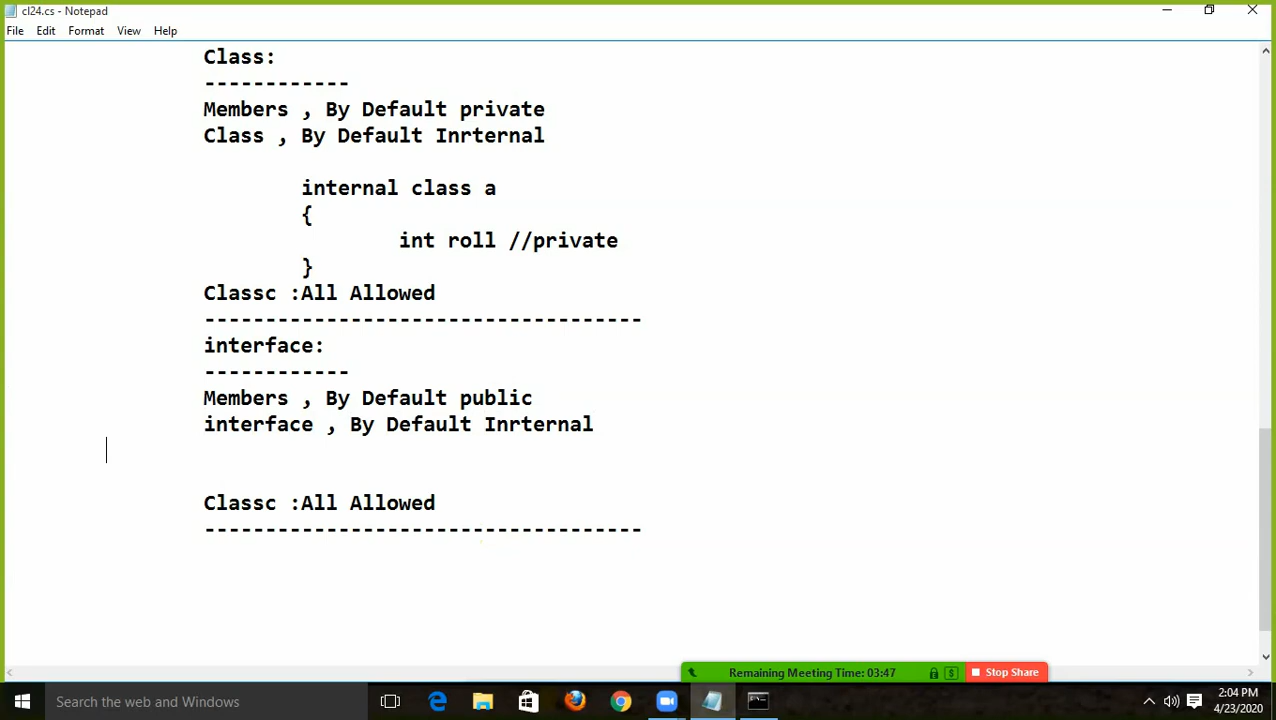 cl24.cs - Notepad
File Edit Format View Help
Class:
------------
Members , By Default private
Class , By Default Inrternal
internal class a
{
int roll //private
}
Classc :All Allowed
------------------------------------
interface:
------------
Members , By Default public
interface , By Default Inrternal
Classc :All Allowed
------------------------------------
Remaining Meeting Time: 03:47 Stop Share
Search the web and Windows
2:04 PM
4/23/2020